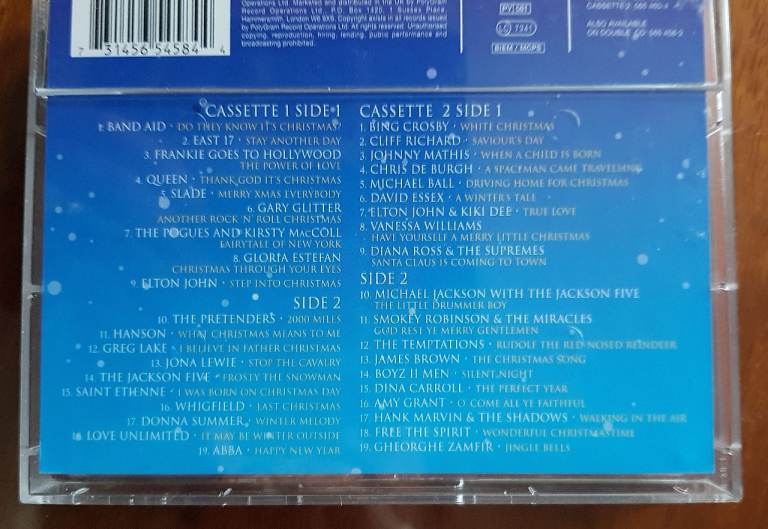 7 31456 54584 4
Operations Ltd. Marketed and distributed in the UK by PolyGram
Record Operations Ltd., P.O. Box 1420, 1 Sussex Place,
Hammersmith, London W6 9XS. Copyright exists in all records issued
by PolyGram Record Operations Ltd. All rights reserved. Unauthorised
copying, reproduction, hiring, lending, public performance and
broadcasting prohibited.
LC 7341
BIEM / MCPS
ALSO AVAILABLE
CASSETTE 1 SIDE 1
1. BAND AID · DO THEY KNOW IT'S CHRISTMAS?
2. EAST 17 · STAY ANOTHER DAY
3. FRANKIE GOES TO HOLLYWOOD
THE POWER OF LOVE
4. QUEEN · THANK GOD IT'S CHRISTMAS
5. SLADE · MERRY XMAS EVERYBODY
6. GARY GLITTER
ANOTHER ROCK 'N' ROLL CHRISTMAS
7. THE POGUES AND KIRSTY MACCOLL
FAIRYTALE OF NEW YORK
8. GLORIA ESTEFAN
CHRISTMAS THROUGH YOUR EYES
9. ELTON JOHN · STEP INTO CHRISTMAS
SIDE 2
10. THE PRETENDERS · 2000 MILES
11. HANSON · WHAT CHRISTMAS MEANS TO ME
12. GREG LAKE · I BELIEVE IN FATHER CHRISTMAS
13. JONA LEWIE · STOP THE CAVALRY
14. THE JACKSON FIVE · FROSTY THE SNOWMAN
15. SAINT ETIENNE · I WAS BORN ON CHRISTMAS DAY
16. WHIGFIELD · LAST CHRISTMAS
17. DONNA SUMMER · WINTER MELODY
18. LOVE UNLIMITED · IT MAY BE WINTER OUTSIDE
19. ABBA · HAPPY NEW YEAR
CASSETTE 2 SIDE 1
1. BING CROSBY · WHITE CHRISTMAS
2. CLIFF RICHARD · SAVIOUR'S DAY
3. JOHNNY MATHIS · WHEN A CHILD IS BORN
4. CHRIS DE BURGH · A SPACEMAN CAME TRAVELLING
5. MICHAEL BALL · DRIVING HOME FOR CHRISTMAS
6. DAVID ESSEX · A WINTER'S TALE
7. ELTON JOHN & KIKI DEE · TRUE LOVE
8. VANESSA WILLIAMS
HAVE YOURSELF A MERRY LITTLE CHRISTMAS
9. DIANA ROSS & THE SUPREMES
SANTA CLAUS IS COMING TO TOWN
SIDE 2
10. MICHAEL JACKSON WITH THE JACKSON FIVE
THE LITTLE DRUMMER BOY
11. SMOKEY ROBINSON & THE MIRACLES
GOD REST YE MERRY GENTLEMEN
12. THE TEMPTATIONS · RUDOLF THE RED NOSED REINDEER
13. JAMES BROWN · THE CHRISTMAS SONG
14. BOYZ II MEN · SILENT NIGHT
15. DINA CARROLL · THE PERFECT YEAR
16. AMY GRANT · O COME ALL YE FAITHFUL
17. HANK MARVIN & THE SHADOWS · WALKING IN THE AIR
18. FREE THE SPIRIT · WONDERFUL CHRISTMASTIME
19. GHEORGHE ZAMFIR · JINGLE BELLS